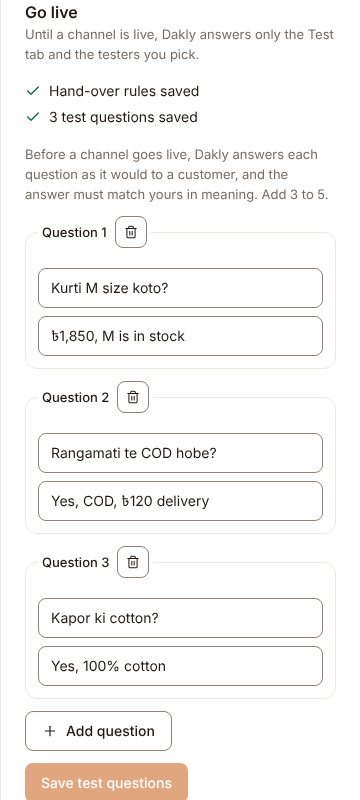 Go live
Until a channel is live, Dakly answers only the Test
tab and the testers you pick.
Hand-over rules saved
3 test questions saved
Before a channel goes live, Dakly answers each
question as it would to a customer, and the
answer must match yours in meaning. Add 3 to 5.
Question 1
Kurti M size koto?
৳1,850, M is in stock
Question 2
Rangamati te COD hobe?
Yes, COD, ৳120 delivery
Question 3
Kapor ki cotton?
Yes, 100% cotton
Add question
Save test questions